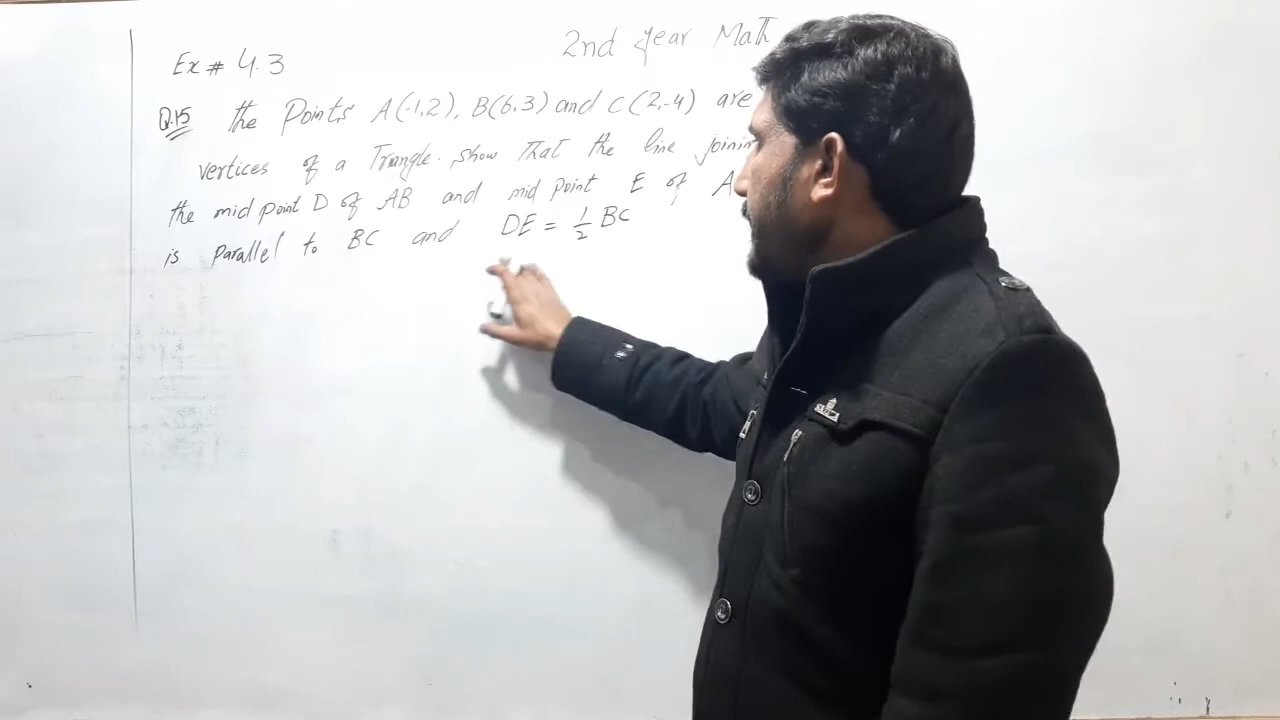 2nd year Math
Ex # 4.3
Q.15 the Points A(-1,2), B(6,3) and C(2,-4) are
vertices of a Triangle. show That the line joinin
the mid point D of AB and mid point E of A
is parallel to BC and DE = 1/2 BC